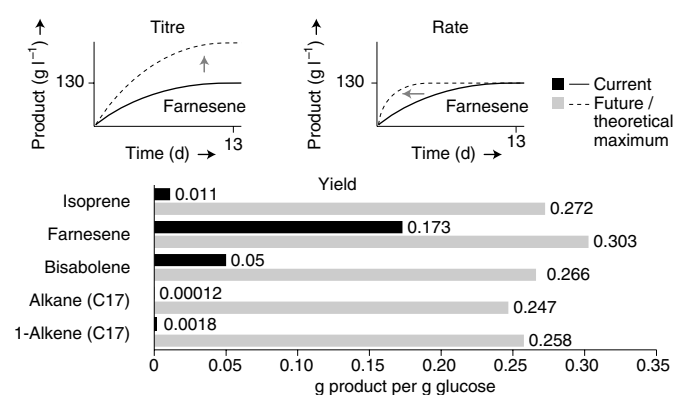 Titre
Product (g l⁻¹) →
130
Farnesene
13
Time (d) →
Rate
Product (g l⁻¹) →
130
Farnesene
13
Time (d) →
Current
Future /
theoretical
maximum
Yield
Isoprene 0.011
0.272
Farnesene 0.173
0.303
Bisabolene 0.05
0.266
Alkane (C17) 0.00012
0.247
1-Alkene (C17) 0.0018
0.258
0 0.05 0.10 0.15 0.20 0.25 0.30 0.35
g product per g glucose